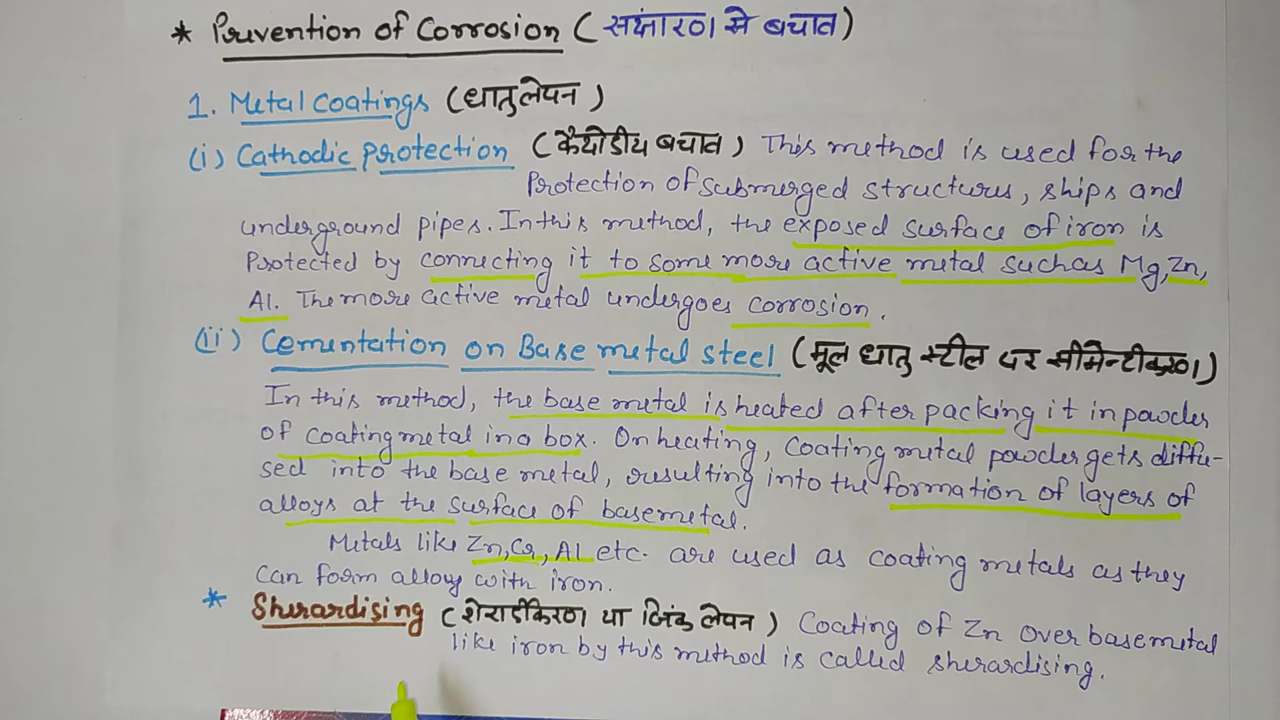 * Prevention of Corrosion (संक्षारण से बचाव)
1. Metal coatings (धातु लेपन)
(i) Cathodic protection (कैथोडीय बचाव) This method is used for the
Protection of submerged structures, ships and
underground pipes. In this method, the exposed surface of iron is
Protected by connecting it to some more active metal such as Mg, Zn,
Al. The more active metal undergoes corrosion.
(ii) Cementation on Base metal steel (मूल धातु स्टील पर सीमेन्टीकरण)
In this method, the base metal is heated after packing it in powder
of coating metal in a box. On heating, coating metal powder gets diffu-
sed into the base metal, resulting into the formation of layers of
alloys at the surface of base metal.
Metals like Zn, Cr, Al etc. are used as coating metals as they
can form alloy with iron.
* Sherardising (शेरार्डीकरण या जिंक लेपन) Coating of Zn over base metal
like iron by this method is called sherardising.